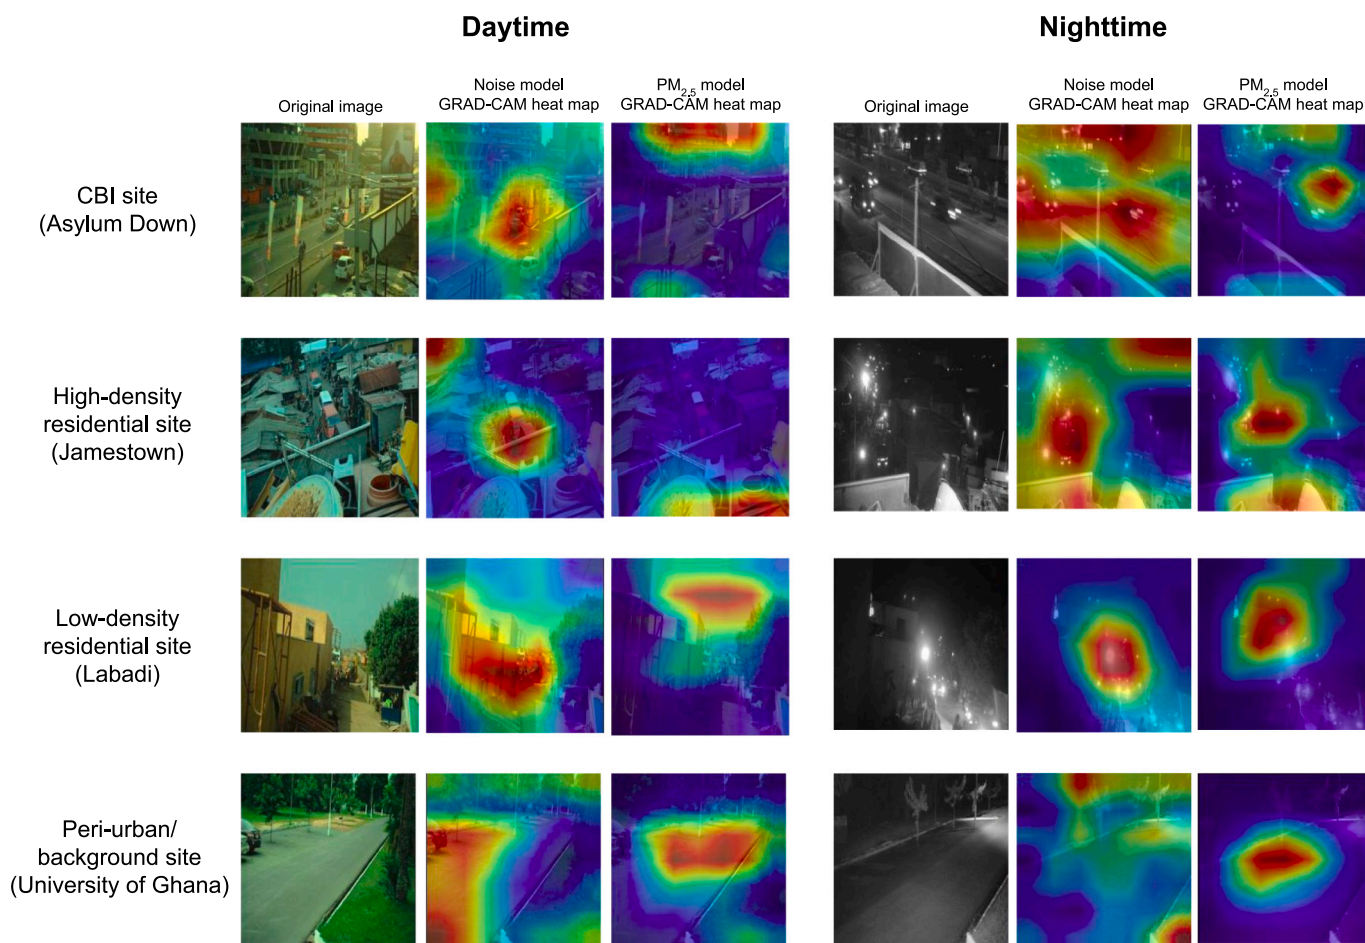 Daytime
Nighttime
Original image
Noise model
GRAD-CAM heat map
PM2.5 model
GRAD-CAM heat map
Original image
Noise model
GRAD-CAM heat map
PM2.5 model
GRAD-CAM heat map
CBI site
(Asylum Down)
High-density
residential site
(Jamestown)
Low-density
residential site
(Labadi)
Peri-urban/
background site
(University of Ghana)